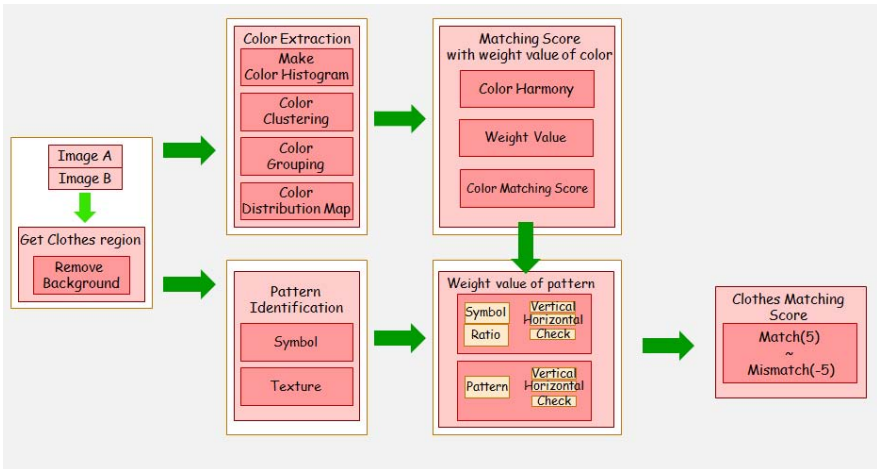 Image A
Image B
Get Clothes region
Remove
Background
Color Extraction
Make
Color Histogram
Color
Clustering
Color
Grouping
Color
Distribution Map
Pattern
Identification
Symbol
Texture
Matching Score
with weight value of color
Color Harmony
Weight Value
Color Matching Score
Weight value of pattern
Symbol
Ratio
Vertical
Horizontal
Check
Pattern
Vertical
Horizontal
Check
Clothes Matching
Score
Match(5)
~
Mismatch(-5)